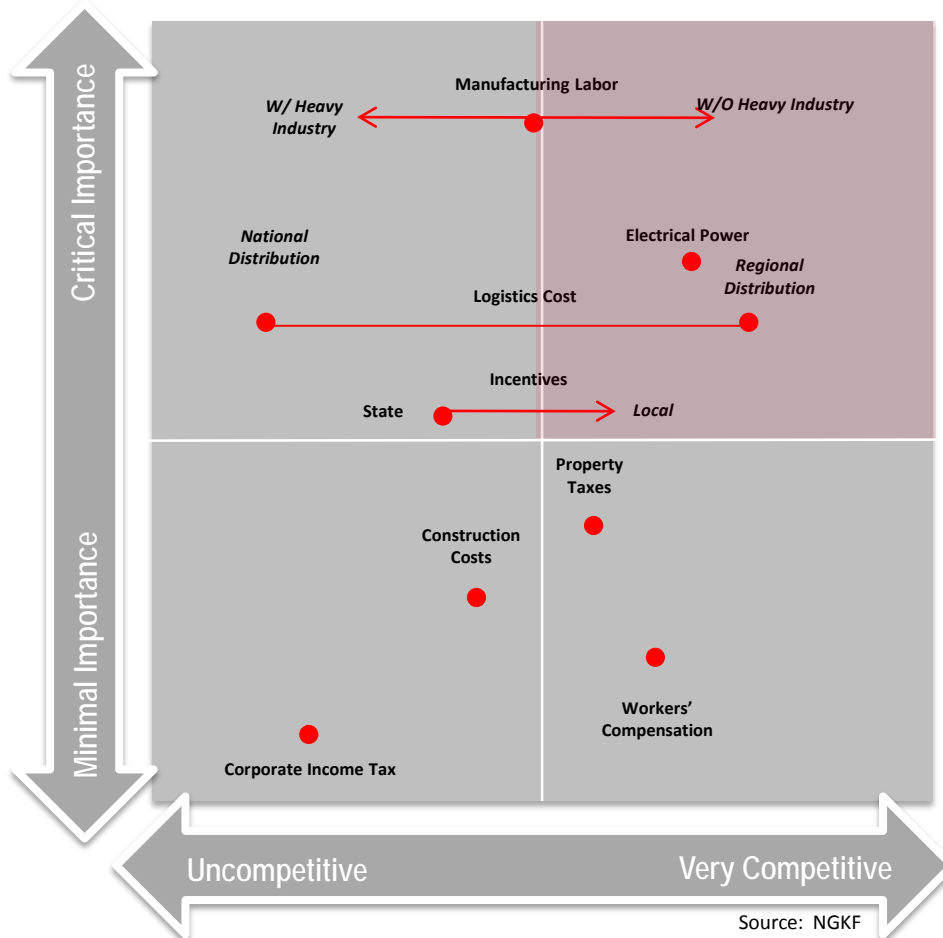 Critical Importance
Minimal Importance
Manufacturing Labor
W/ Heavy
Industry
W/O Heavy Industry
National
Distribution
Electrical Power
Regional
Distribution
Logistics Cost
Incentives
State
Local
Property
Taxes
Construction
Costs
Workers’
Compensation
Corporate Income Tax
Uncompetitive
Very Competitive
Source: NGKF